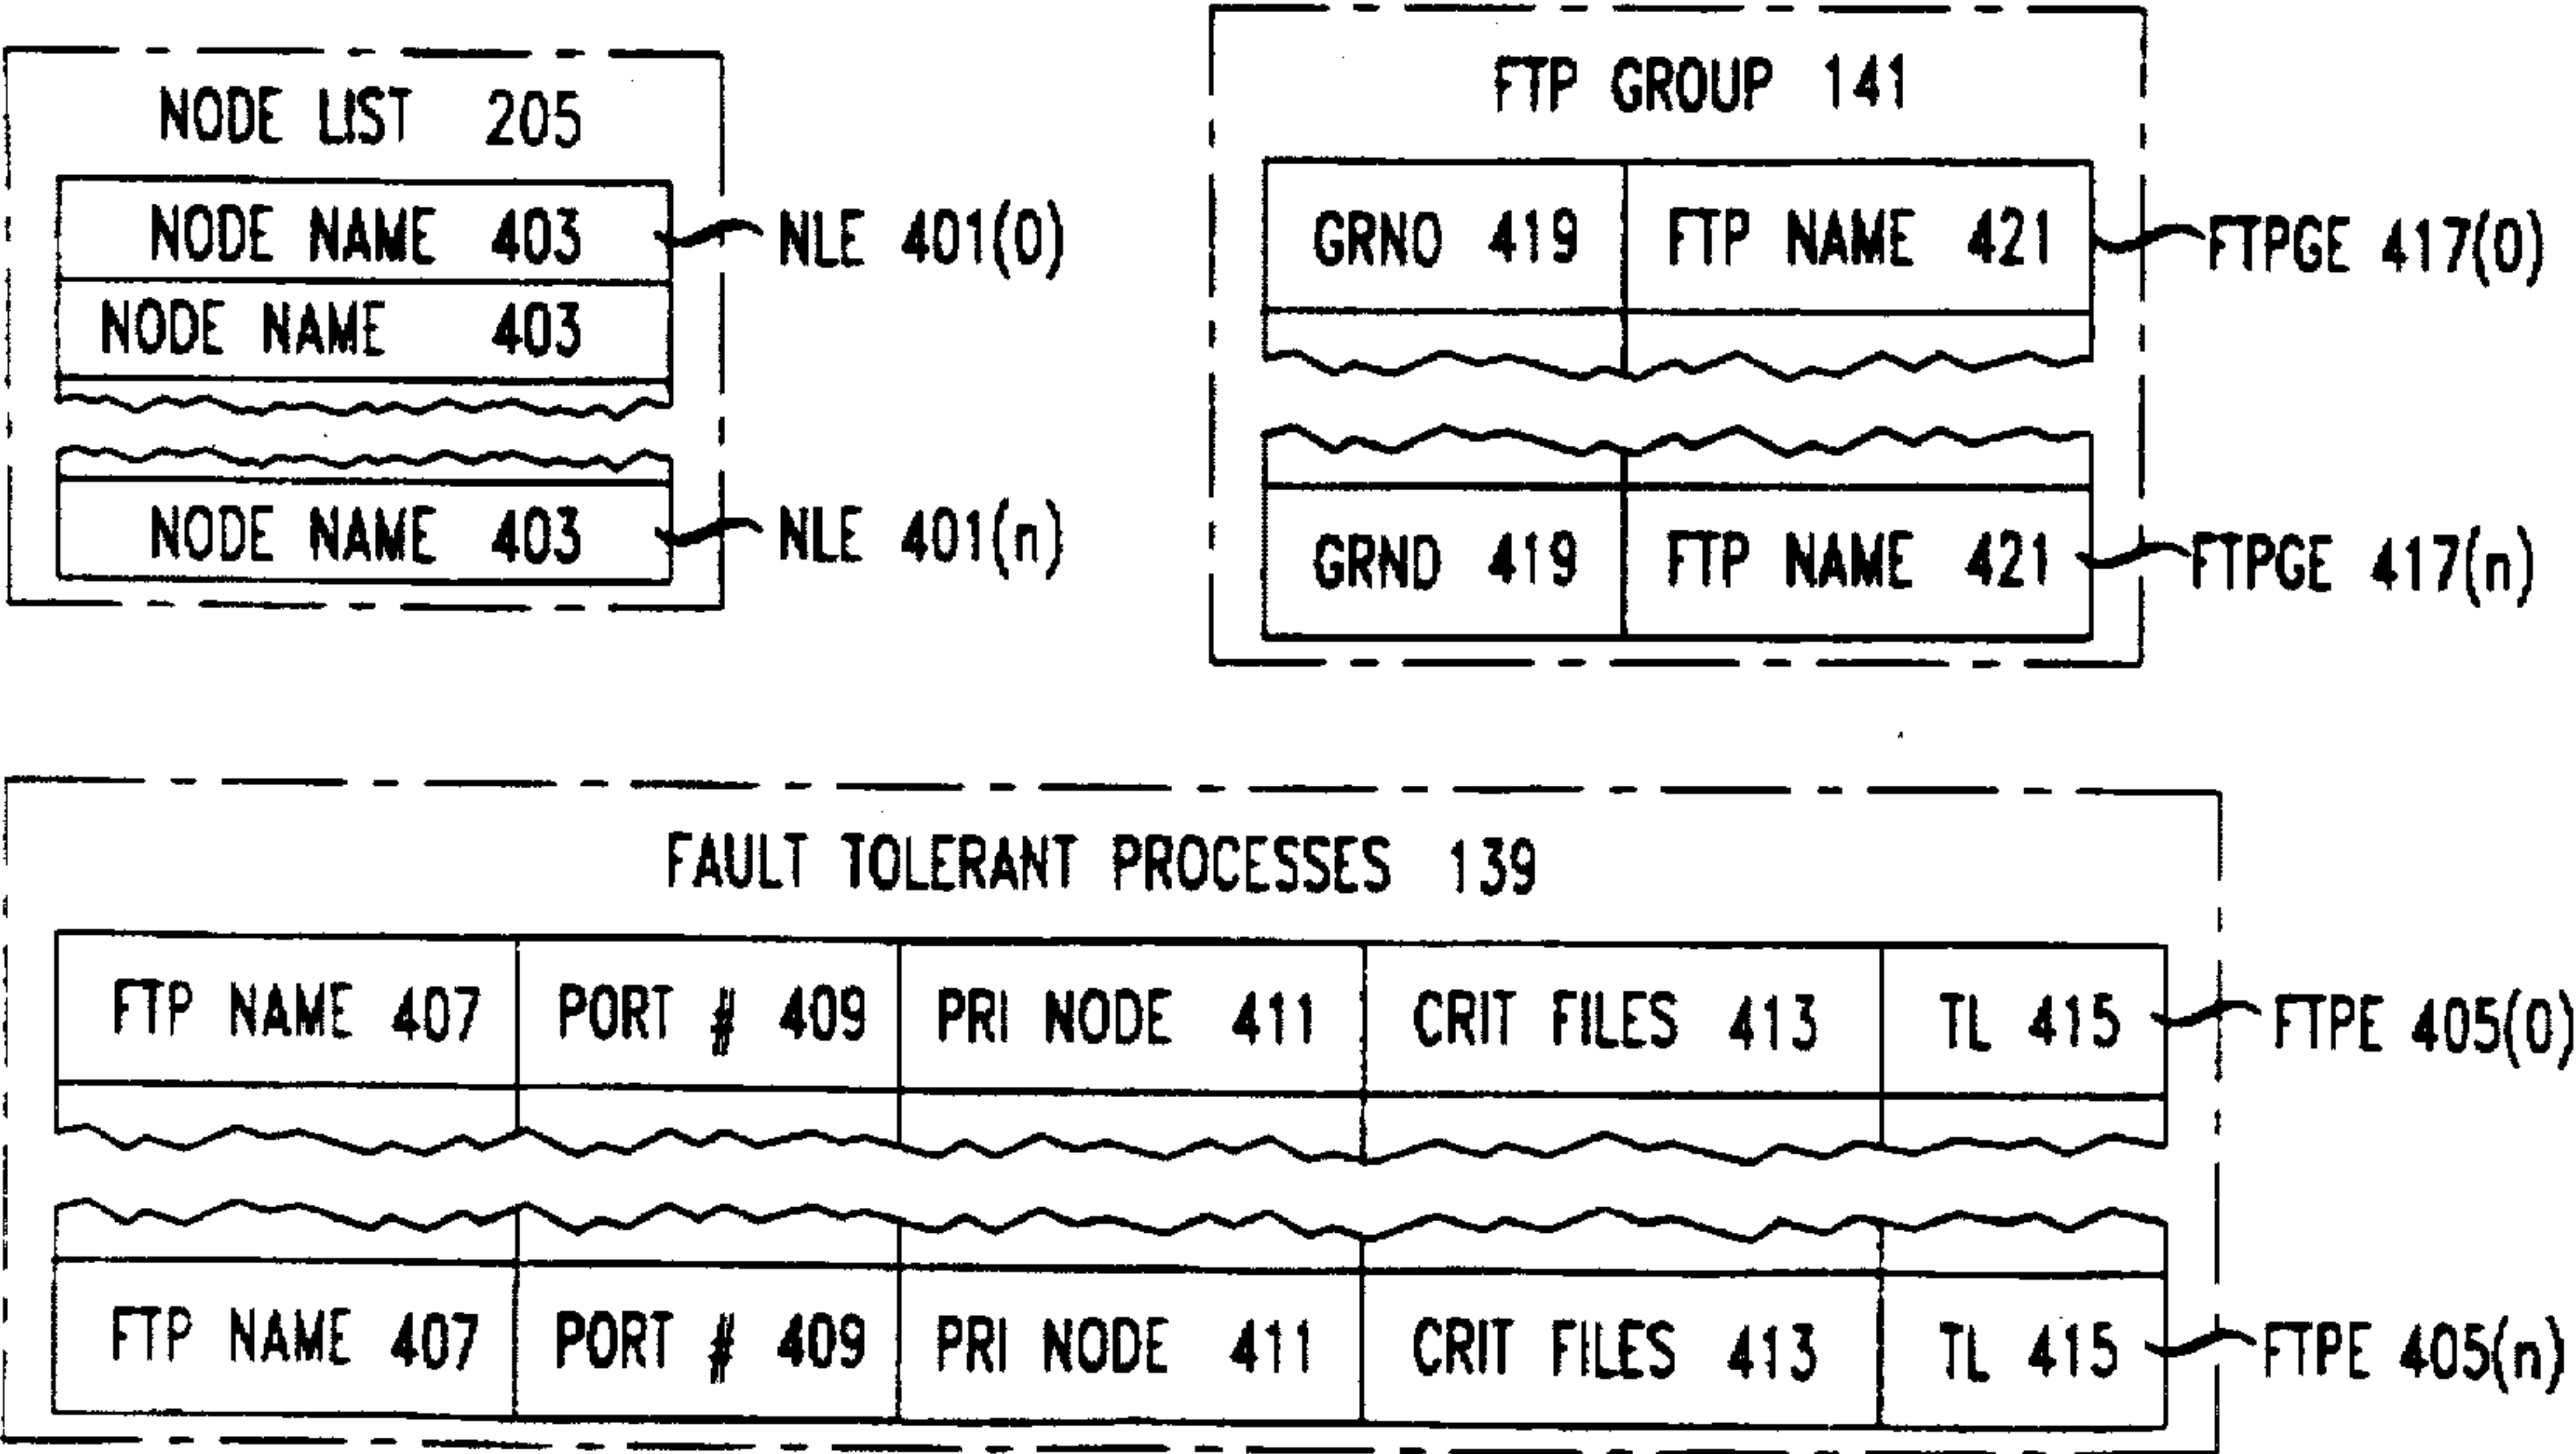 NODE LIST 205
NODE NAME 403 NLE 401(0)
NODE NAME 403
NODE NAME 403 NLE 401(n)
FTP GROUP 141
GRNO 419 FTP NAME 421 FTPGE 417(0)
GRND 419 FTP NAME 421 FTPGE 417(n)
FAULT TOLERANT PROCESSES 139
FTP NAME 407 PORT # 409 PRI NODE 411 CRIT FILES 413 TL 415 FTPE 405(0)
FTP NAME 407 PORT # 409 PRI NODE 411 CRIT FILES 413 TL 415 FTPE 405(n)